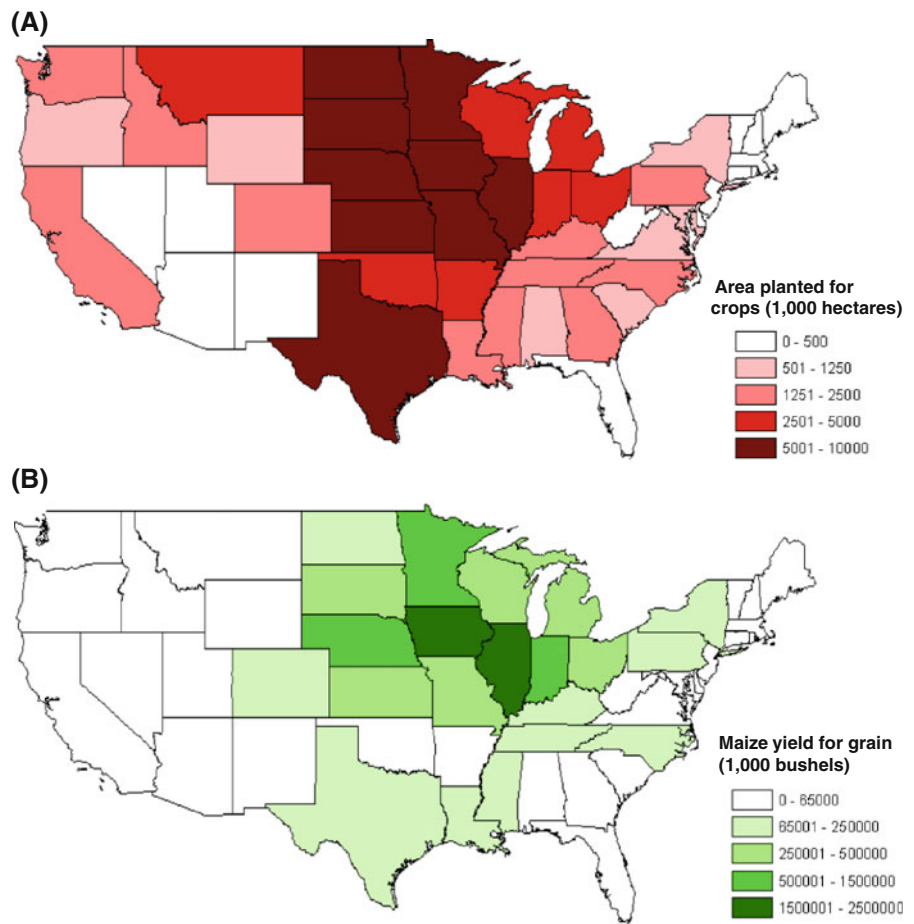 (A)
Area planted for
crops (1,000 hectares)
0 - 500
501 - 1250
1251 - 2500
2501 - 5000
5001 - 10000
(B)
Maize yield for grain
(1,000 bushels)
0 - 65000
65001 - 250000
250001 - 500000
500001 - 1500000
1500001 - 2500000